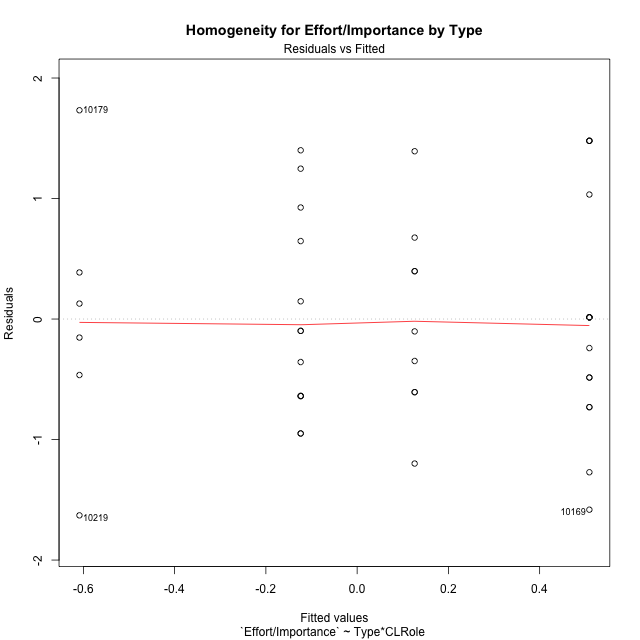 Homogeneity for Effort/Importance by Type
Residuals vs Fitted
2
1
0
-1
-2
Residuals
10179
10219
10169
-0.6
-0.4
-0.2
0.0
0.2
0.4
Fitted values
`Effort/Importance` ~ Type*CLRole